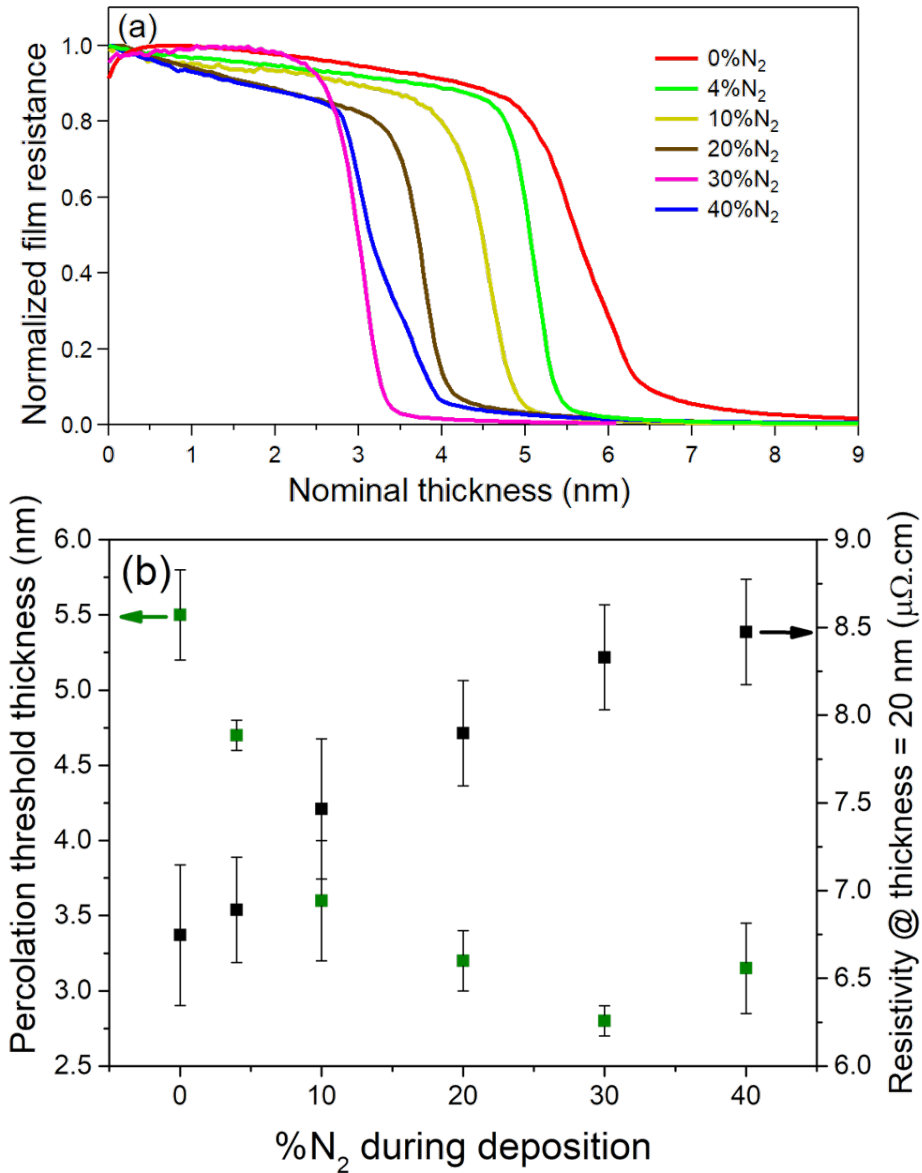 (a)
Normalized film resistance
1.0
0.8
0.6
0.4
0.2
0.0
0%N₂
4%N₂
10%N₂
20%N₂
30%N₂
40%N₂
0 1 2 3 4 5 6 7 8 9
Nominal thickness (nm)
(b)
Percolation threshold thickness (nm)
6.0
5.5
5.0
4.5
4.0
3.5
3.0
2.5
9.0
8.5
8.0
7.5
7.0
6.5
6.0
Resistivity @ thickness = 20 nm (μΩ.cm)
0 10 20 30 40
%N₂ during deposition